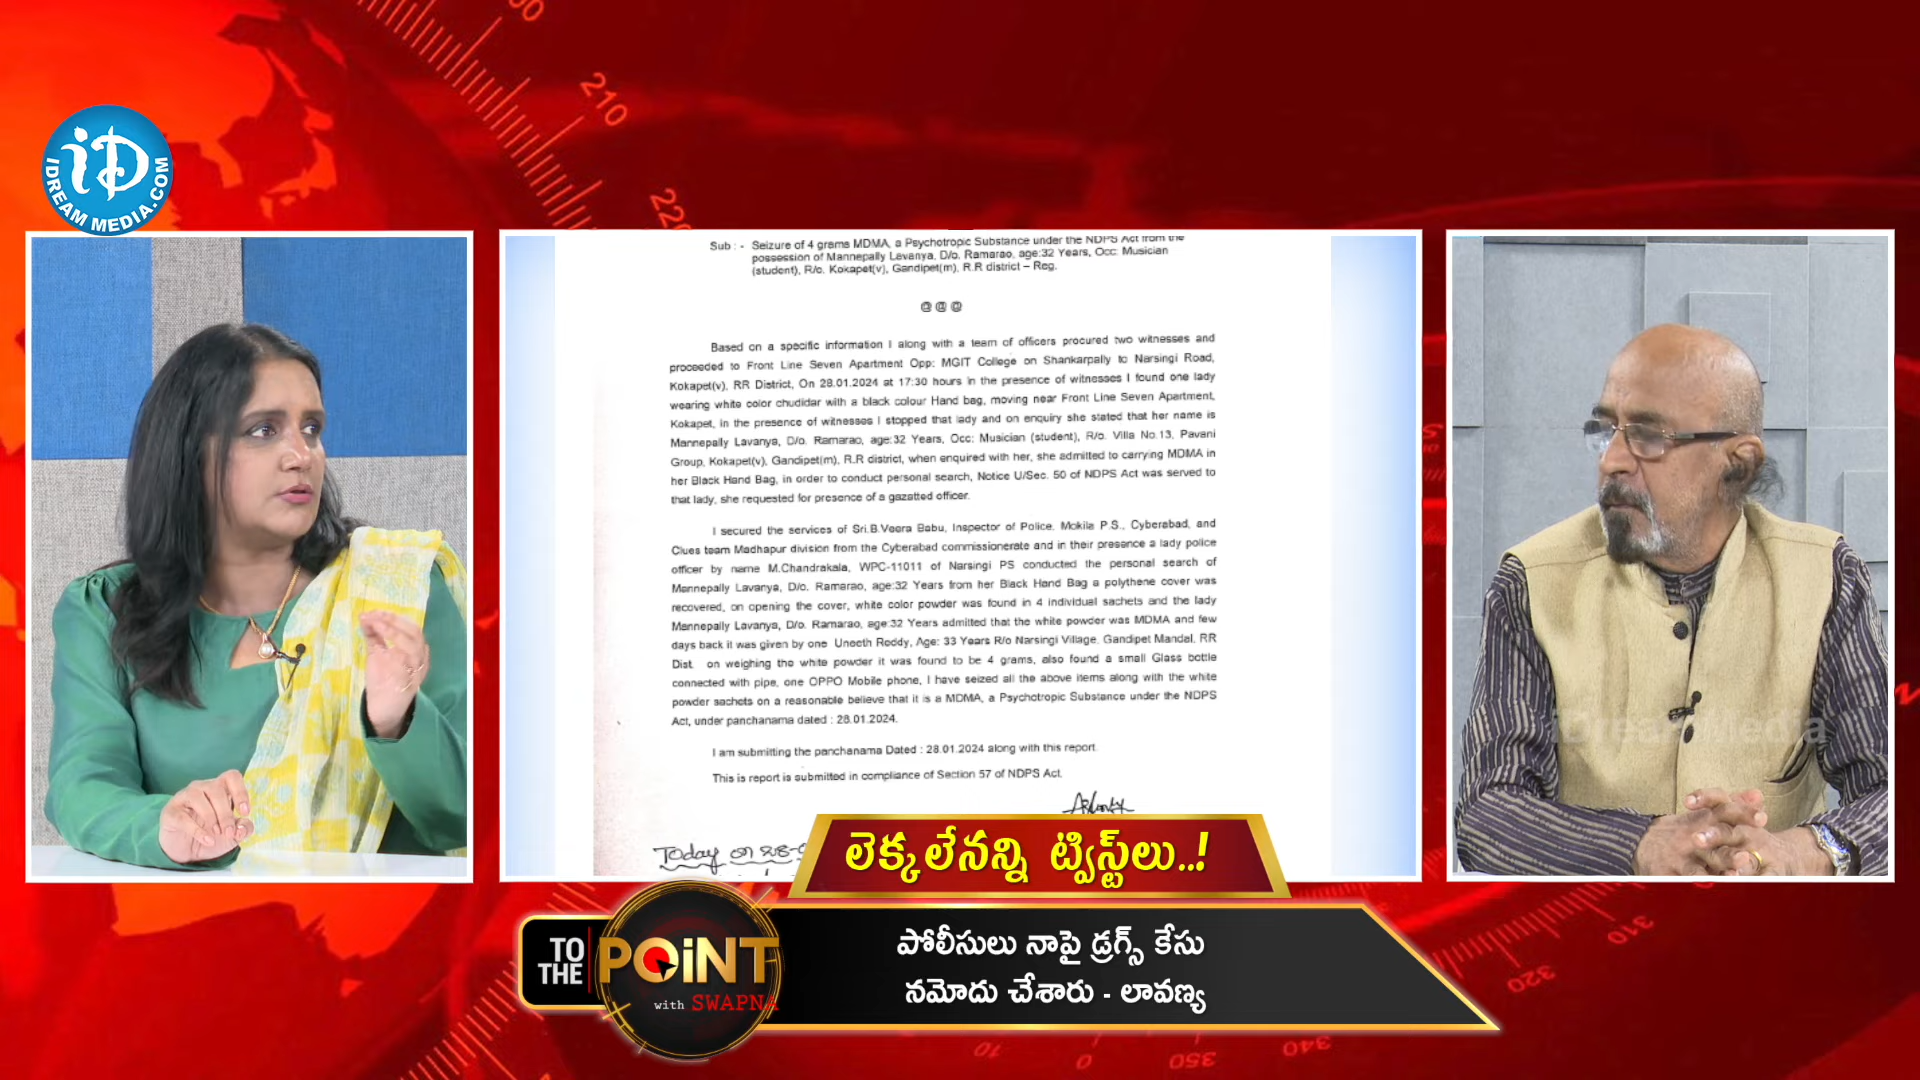 200
210
220
iD
IDREAM MEDIA.COM
Sub : - Seizure of 4 grams MDMA, a Psychotropic Substance under the NDPS Act from the
possession of Mannepally Lavanya, D/o. Ramarao, age:32 Years, Occ: Musician
(student), R/o. Kokapet(v), Gandipet(m), R.R district – Reg.
@@@
Based on a specific information I along with a team of officers procured two witnesses and
proceeded to Front Line Seven Apartment Opp: MGIT College on Shankarpally to Narsingi Road,
Kokapet(v), RR District, On 28.01.2024 at 17:30 hours in the presence of witnesses I found one lady
wearing white color chudidar with a black colour Hand bag, moving near Front Line Seven Apartment,
Kokapet, in the presence of witnesses I stopped that lady and on enquiry she stated that her name is
Mannepally Lavanya, D/o. Ramarao, age:32 Years, Occ: Musician (student), R/o. Villa No.13, Pavani
Group, Kokapet(v), Gandipet(m), R.R district, when enquired with her, she admitted to carrying MDMA in
her Black Hand Bag, in order to conduct personal search, Notice U/Sec. 50 of NDPS Act was served to
that lady, she requested for presence of a gazatted officer.
I secured the services of Sri.B.Veera Babu, Inspector of Police. Mokila P.S., Cyberabad, and
Clues team Madhapur division from the Cyberabad commissionerate and in their presence a lady police
officer by name M.Chandrakala, WPC-11011 of Narsingi PS conducted the personal search of
Mannepally Lavanya, D/o. Ramarao, age:32 Years from her Black Hand Bag a polythene cover was
recovered, on opening the cover, white color powder was found in 4 individual sachets and the lady
Mannepally Lavanya, D/o. Ramarao, age:32 Years admitted that the white powder was MDMA and few
days back it was given by one Uneeth Reddy, Age: 33 Years R/o Narsingi Village, Gandipet Mandal, RR
Dist on weighing the white powder it was found to be 4 grams, also found a small Glass bottle
connected with pipe, one OPPO Mobile phone, I have seized all the above items along with the white
powder sachets on a reasonable believe that it is a MDMA, a Psychotropic Substance under the NDPS
Act, under panchanama dated : 28.01.2024.
I am submitting the panchanama Dated : 28.01.2024 along with this report.
This is report is submitted in compliance of Section 57 of NDPS Act.
Today on 28-0
iDream Media
లెక్కలేనన్ని ట్విస్ట్‌లు..!
TO THE POiNT
with SWAPNA
పోలీసులు నాపై డ్రగ్స్ కేసు
నమోదు చేశారు - లావణ్య
310
320
340
350
0
10